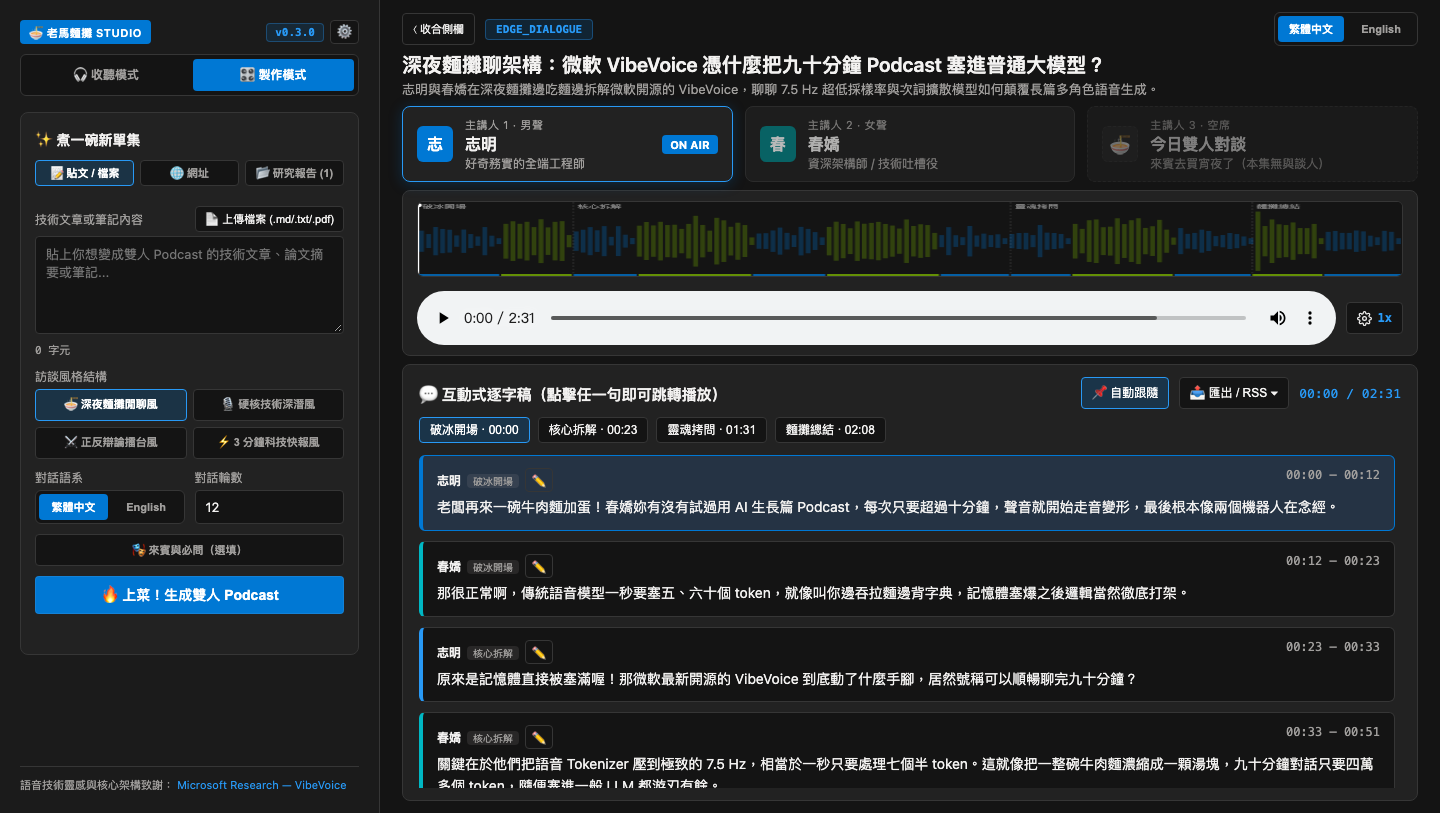 🍜 老馬麵攤 STUDIO
v0.3.0
🎧 收聽模式
🎛️ 製作模式
✨ 煮一碗新單集
📝 貼文 / 檔案
🌐 網址
📂 研究報告 (1)
技術文章或筆記內容
📄 上傳檔案 (.md/.txt/.pdf)
貼上你想變成雙人 Podcast 的技術文章、論文摘
要或筆記...
0 字元
訪談風格結構
🍜 深夜麵攤閒聊風
🎙️ 硬核技術深潛風
⚔️ 正反辯論擂台風
⚡ 3 分鐘科技快報風
對話語系
對話輪數
繁體中文
English
12
🎭 來賓與必問（選填）
🔥 上菜！生成雙人 Podcast
語音技術靈感與核心架構致謝： Microsoft Research — VibeVoice
‹ 收合側欄
EDGE_DIALOGUE
繁體中文
English
深夜麵攤聊架構：微軟 VibeVoice 憑什麼把九十分鐘 Podcast 塞進普通大模型？
志明與春嬌在深夜麵攤邊吃麵邊拆解微軟開源的 VibeVoice，聊聊 7.5 Hz 超低採樣率與次詞擴散模型如何顛覆長篇多角色語音生成。
志
主講人 1 · 男聲
志明
好奇務實的全端工程師
ON AIR
春
主講人 2 · 女聲
春嬌
資深架構師 / 技術吐槽役
主講人 3 · 空席
今日雙人對談
來賓去買宵夜了（本集無與談人）
破冰開場
核心拆解
靈魂拷問
麵攤總結
0:00 / 2:31
1x
💬 互動式逐字稿（點擊任一句即可跳轉播放）
📌 自動跟隨
📤 匯出 / RSS ▾
00:00 / 02:31
破冰開場 · 00:00
核心拆解 · 00:23
靈魂拷問 · 01:31
麵攤總結 · 02:08
志明 破冰開場 ✏️ 00:00 – 00:12
老闆再來一碗牛肉麵加蛋！春嬌妳有沒有試過用 AI 生長篇 Podcast，每次只要超過十分鐘，聲音就開始走音變形，最後根本像兩個機器人在念經。
春嬌 破冰開場 ✏️ 00:12 – 00:23
那很正常啊，傳統語音模型一秒要塞五、六十個 token，就像叫你邊吞拉麵邊背字典，記憶體塞爆之後邏輯當然徹底打架。
志明 核心拆解 ✏️ 00:23 – 00:33
原來是記憶體直接被塞滿喔！那微軟最新開源的 VibeVoice 到底動了什麼手腳，居然號稱可以順暢聊完九十分鐘？
春嬌 核心拆解 ✏️ 00:33 – 00:51
關鍵在於他們把語音 Tokenizer 壓到極致的 7.5 Hz，相當於一秒只要處理七個半 token。這就像把一整碗牛肉麵濃縮成一顆湯塊，九十分鐘對話只要四萬
多個 token，隨便塞進一般 LLM 都游刃有餘。